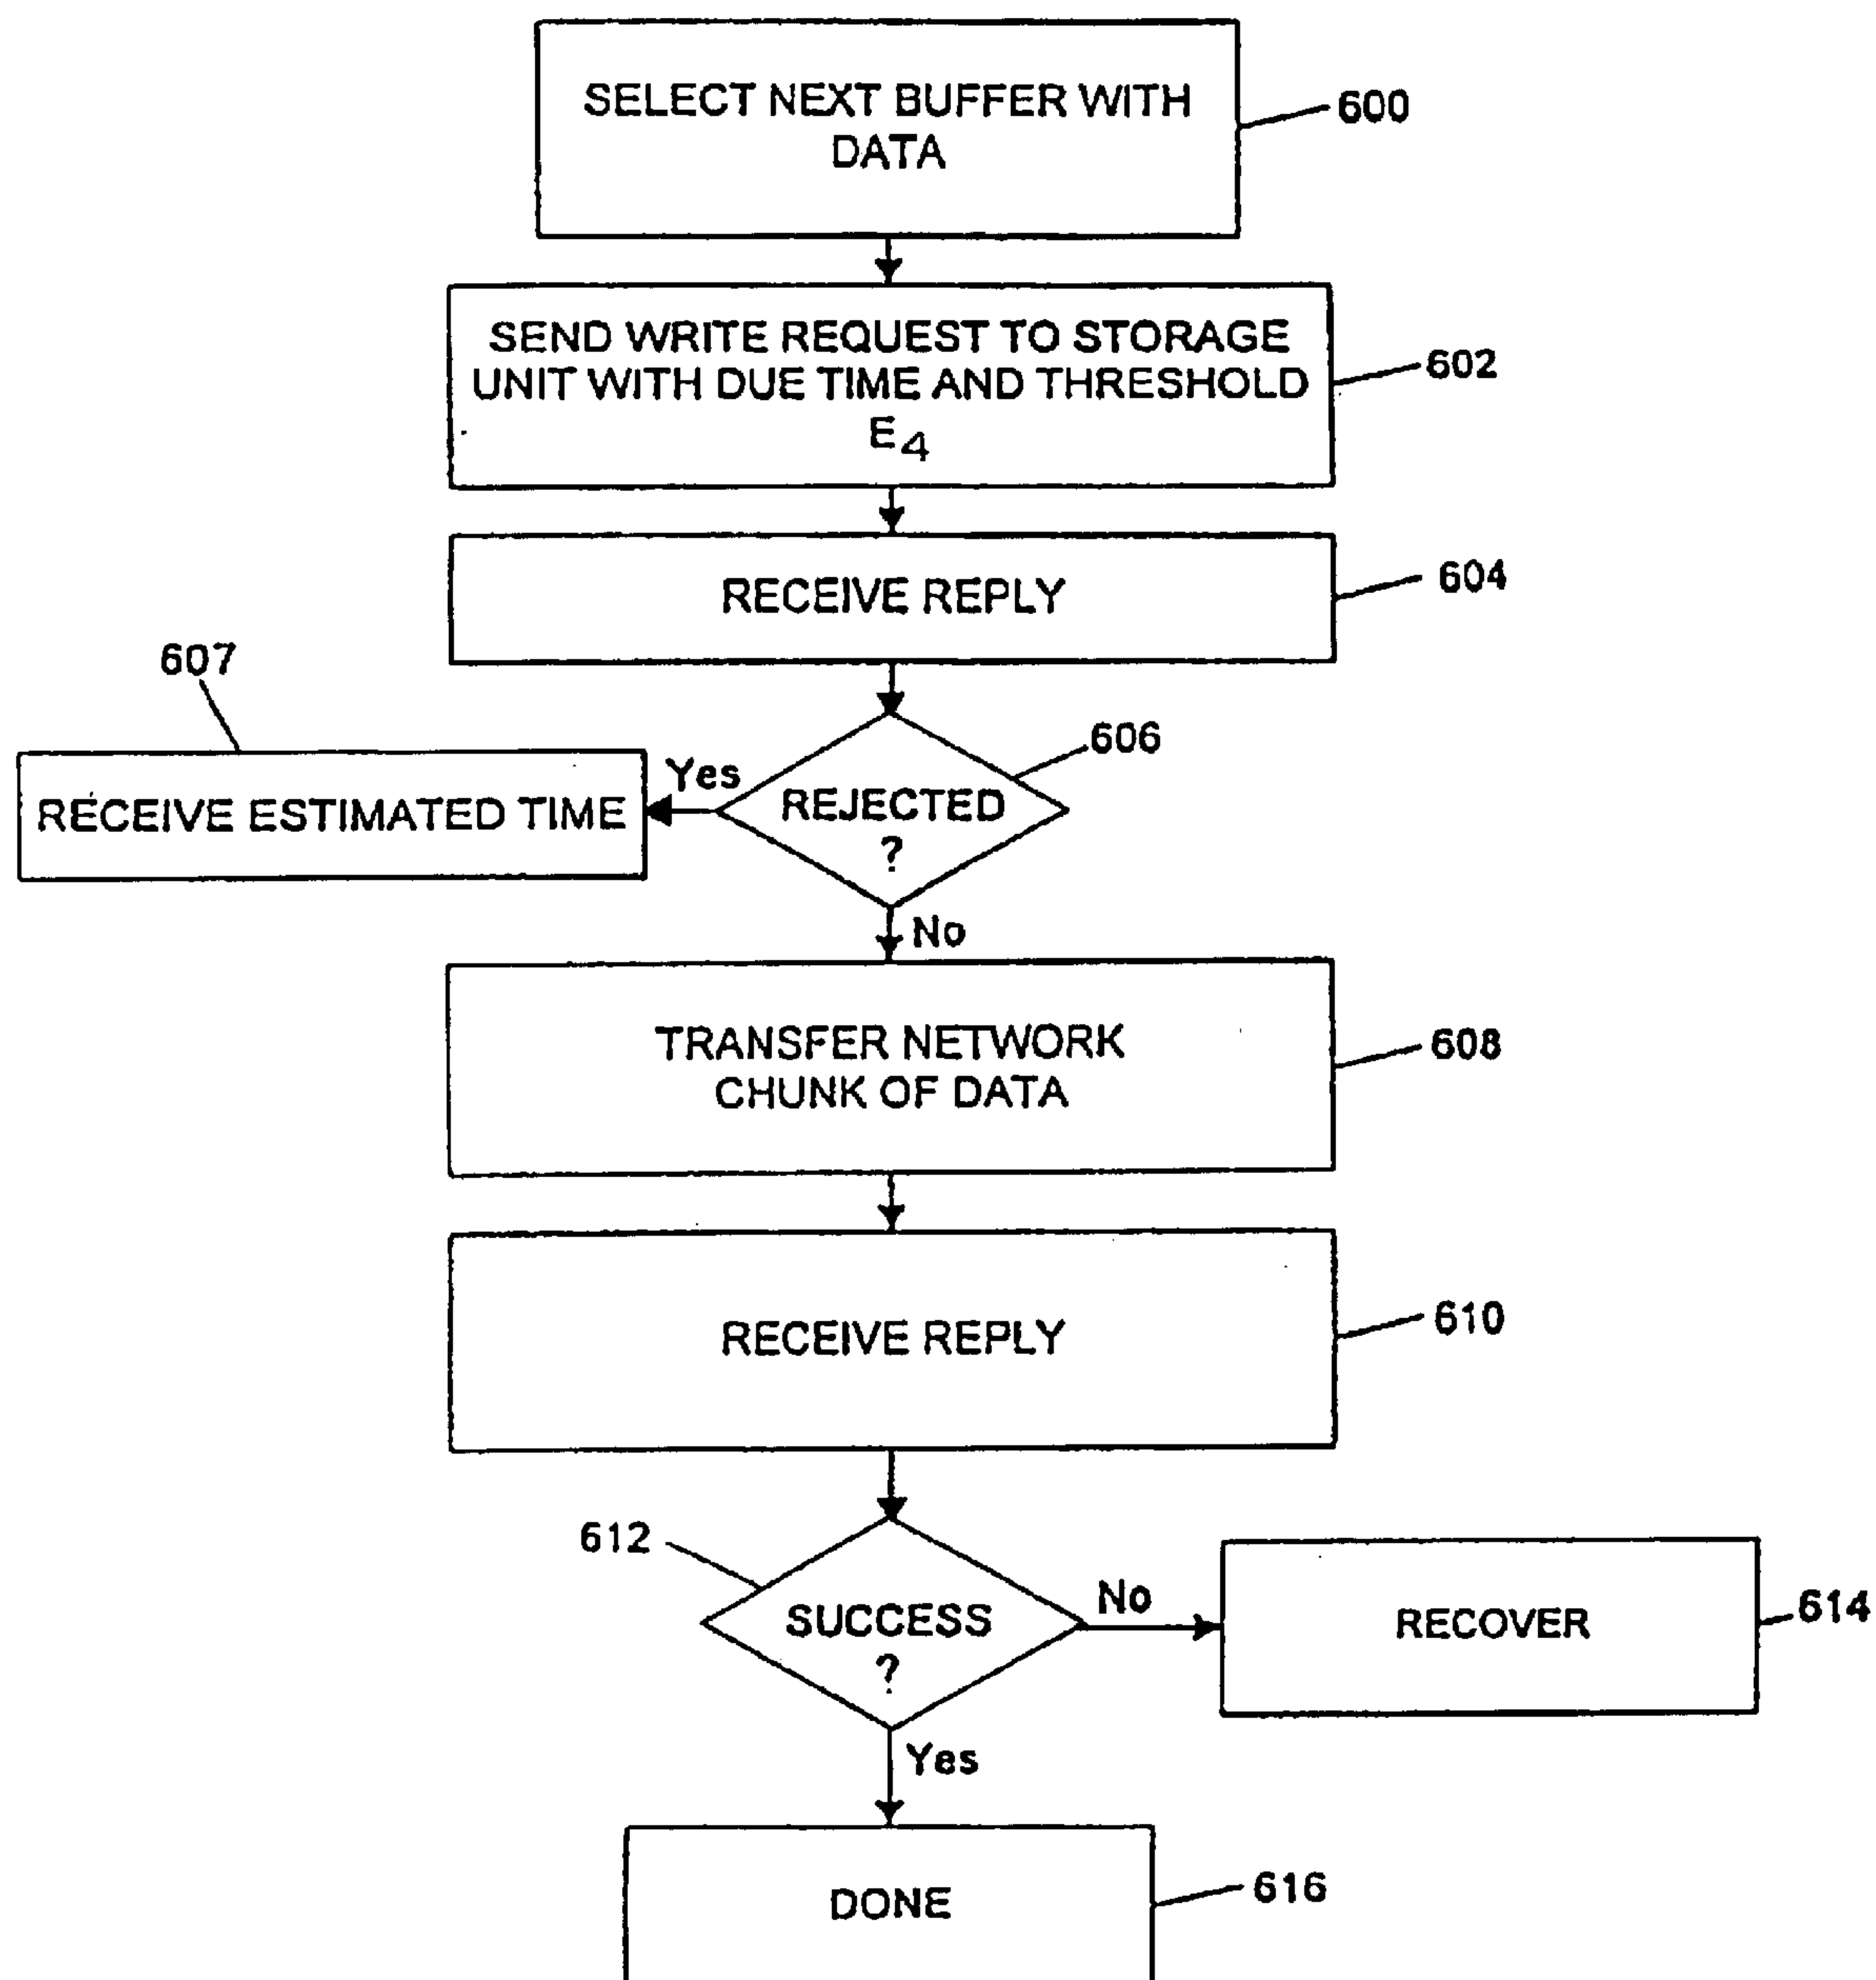 SELECT NEXT BUFFER WITH
DATA
600
SEND WRITE REQUEST TO STORAGE
UNIT WITH DUE TIME AND THRESHOLD
E4
602
RECEIVE REPLY
604
607
606
Yes
REJECTED
?
RECEIVE ESTIMATED TIME
No
TRANSFER NETWORK
CHUNK OF DATA
608
RECEIVE REPLY
610
612
SUCCESS
?
No
RECOVER
614
Yes
DONE
616